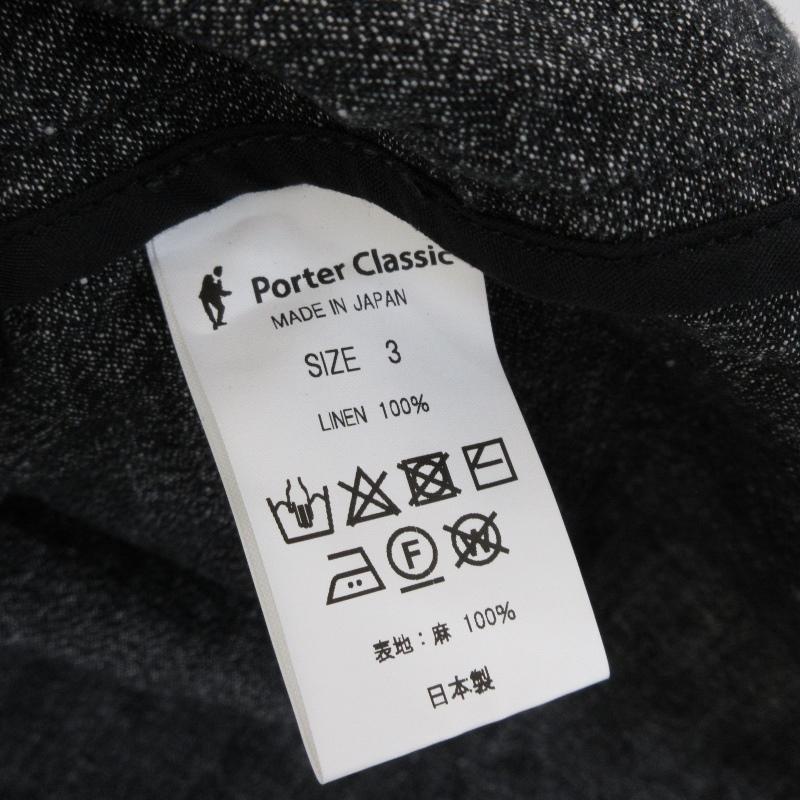 Porter Classic
MADE IN JAPAN
SIZE 3
LINEN 100%
F
W
表地：麻 100%
日本製